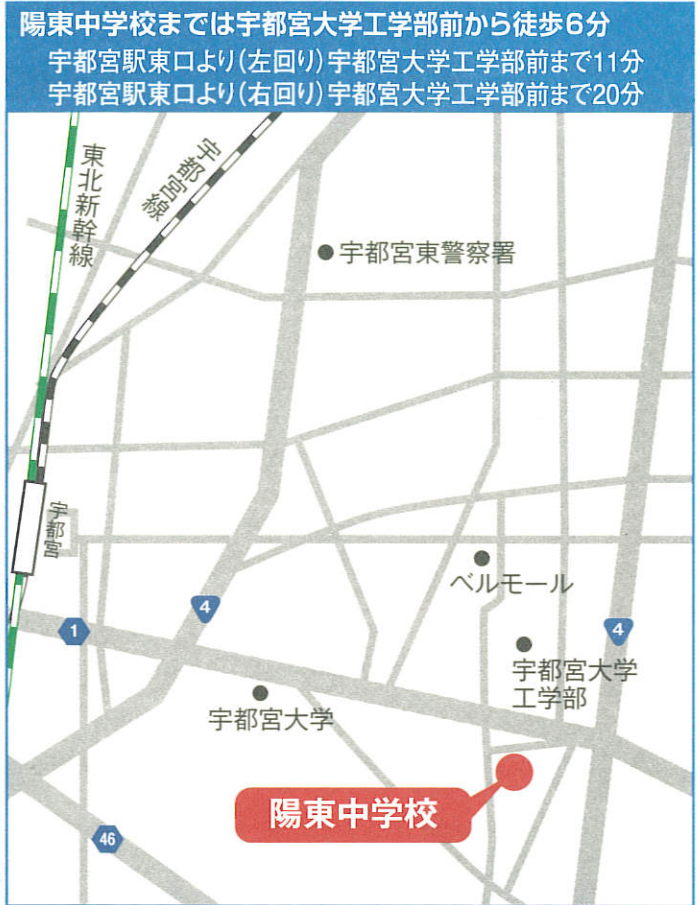 陽東中学校までは宇都宮大学工学部前から徒歩6分
宇都宮駅東口より(左回り)宇都宮大学工学部前まで11分
宇都宮駅東口より(右回り)宇都宮大学工学部前まで20分
東北新幹線
宇都宮線
宇都宮東警察署
宇都宮
ベルモール
4
1
4
宇都宮大学
工学部
宇都宮大学
陽東中学校
46